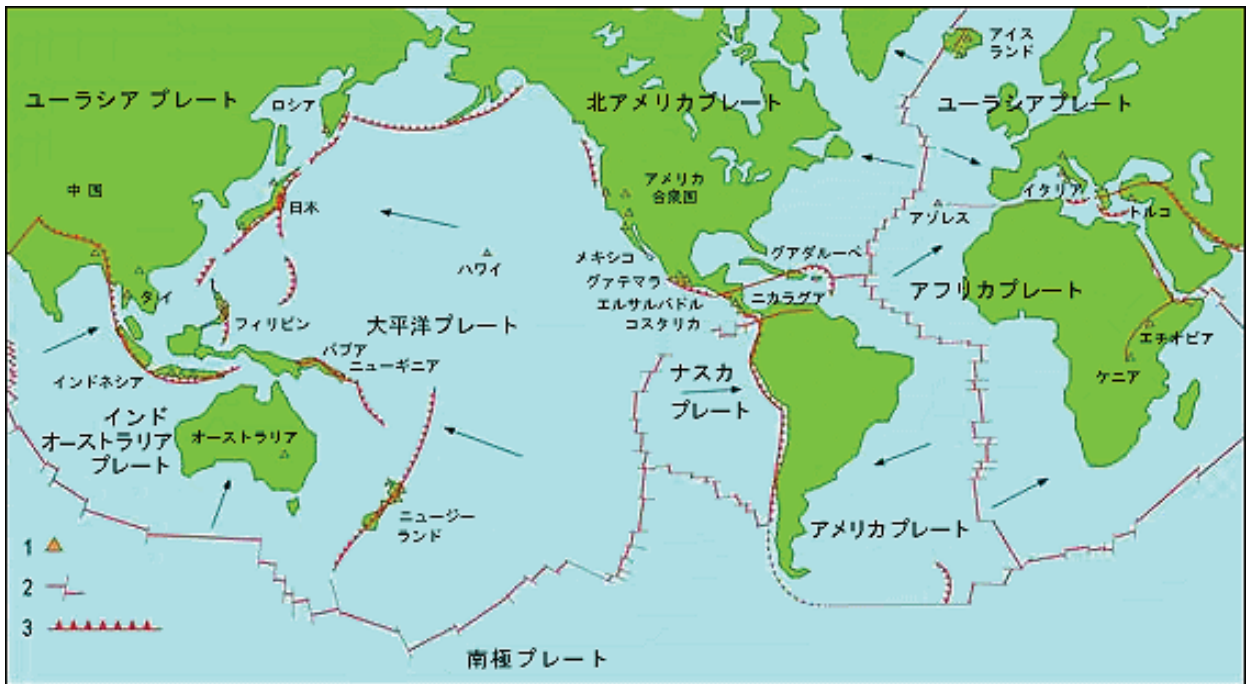 アイス
ランド
ユーラシア プレート
ロシア
北アメリカプレート
ユーラシアプレート
中国
アメリカ
合衆国
イタリア
日本
アゾレス
トルコ
メキシコ
グアダルーペ
ハワイ
グァテマラ
タイ
エルサルバドル
ニカラグア
アフリカプレート
フィリピン
太平洋プレート
コスタリカ
エチオピア
パプア
ニューギニア
インドネシア
ナスカ
プレート
ケニア
インド
オーストラリア
プレート
オーストラリア
ニュージー
ランド
アメリカプレート
1
2
3
南極プレート